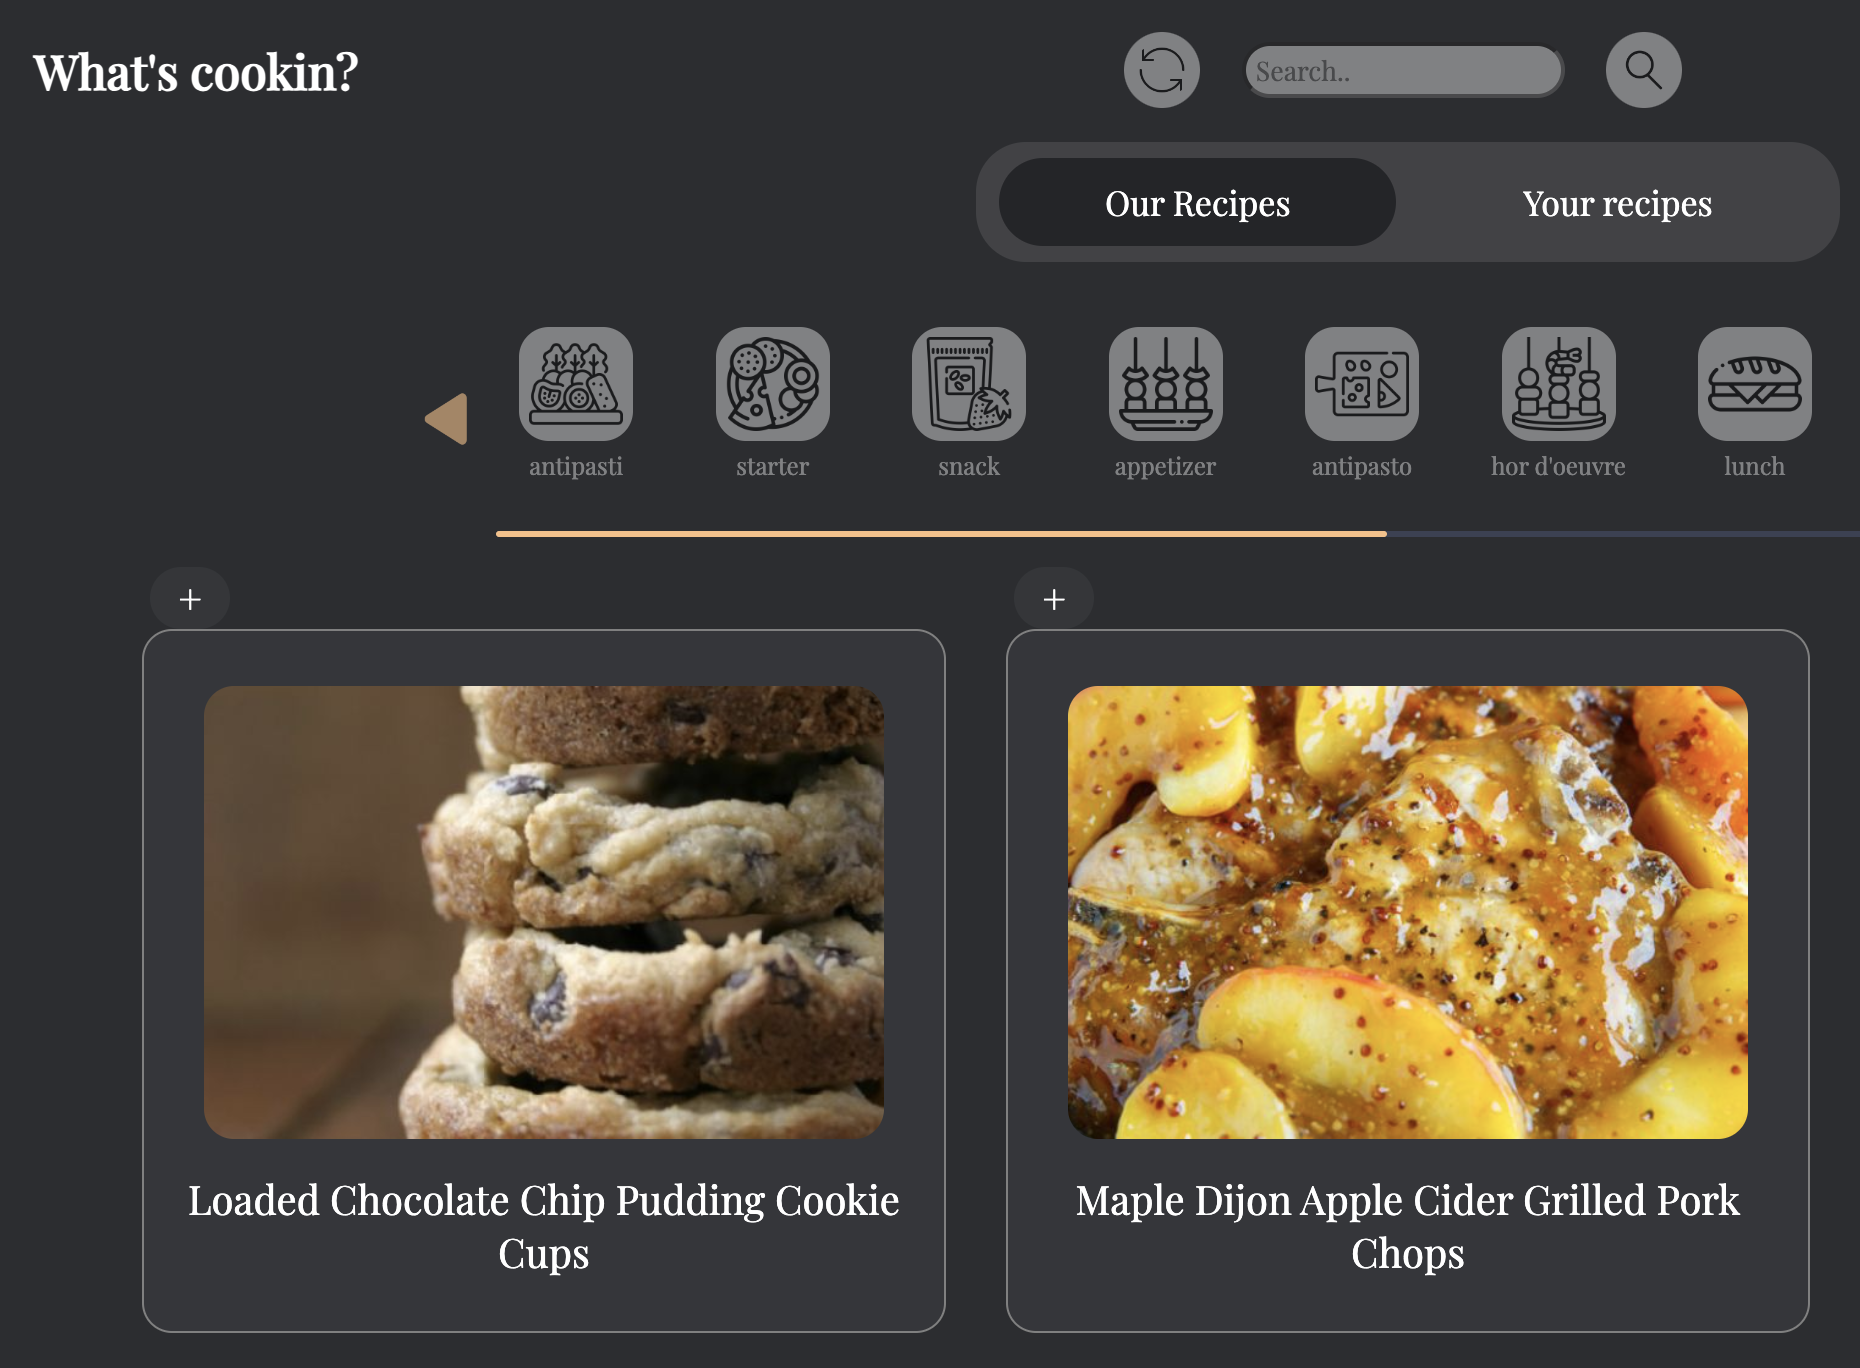 What's cookin?
Search..
Our Recipes
Your recipes
antipasti
starter
snack
appetizer
antipasto
hor d'oeuvre
lunch
+
+
Loaded Chocolate Chip Pudding Cookie
Cups
Maple Dijon Apple Cider Grilled Pork
Chops